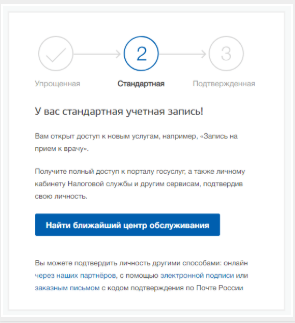 2
3
Упрощенная
Стандартная
Подтвержденная
У вас стандартная учетная запись!
Вам открыт доступ к новым услугам, например, «Запись на
прием к врачу».
Получите полный доступ к порталу госуслуг, а также личному
кабинету Налоговой службы и другим сервисам, подтвердив
свою личность.
Найти ближайший центр обслуживания
Вы можете подтвердить личность другими способами: онлайн
через наших партнёров, с помощью электронной подписи или
заказным письмом с кодом подтверждения по Почте России